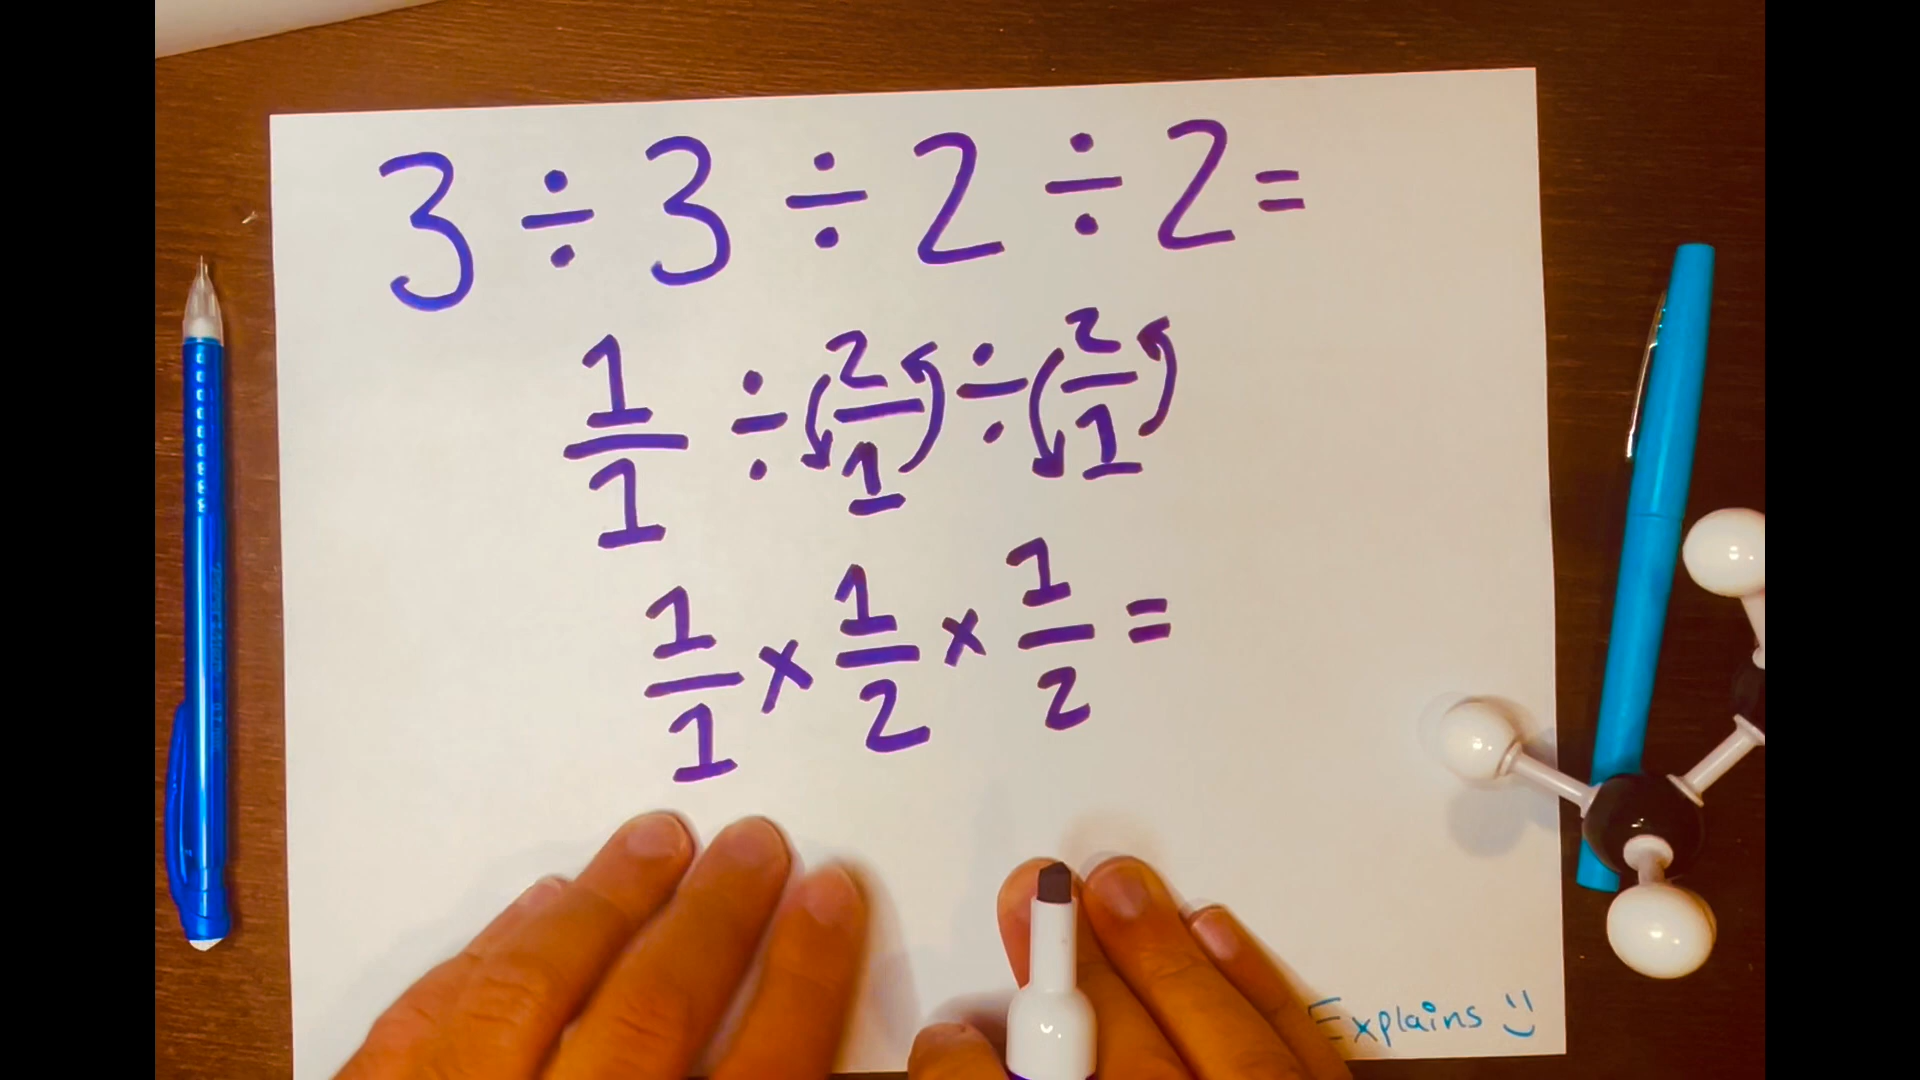 3 ÷ 3 ÷ 2 ÷ 2 =
1/1 ÷ 2/1 ÷ 2/1
1/1 × 1/2 × 1/2 =
Explains :)